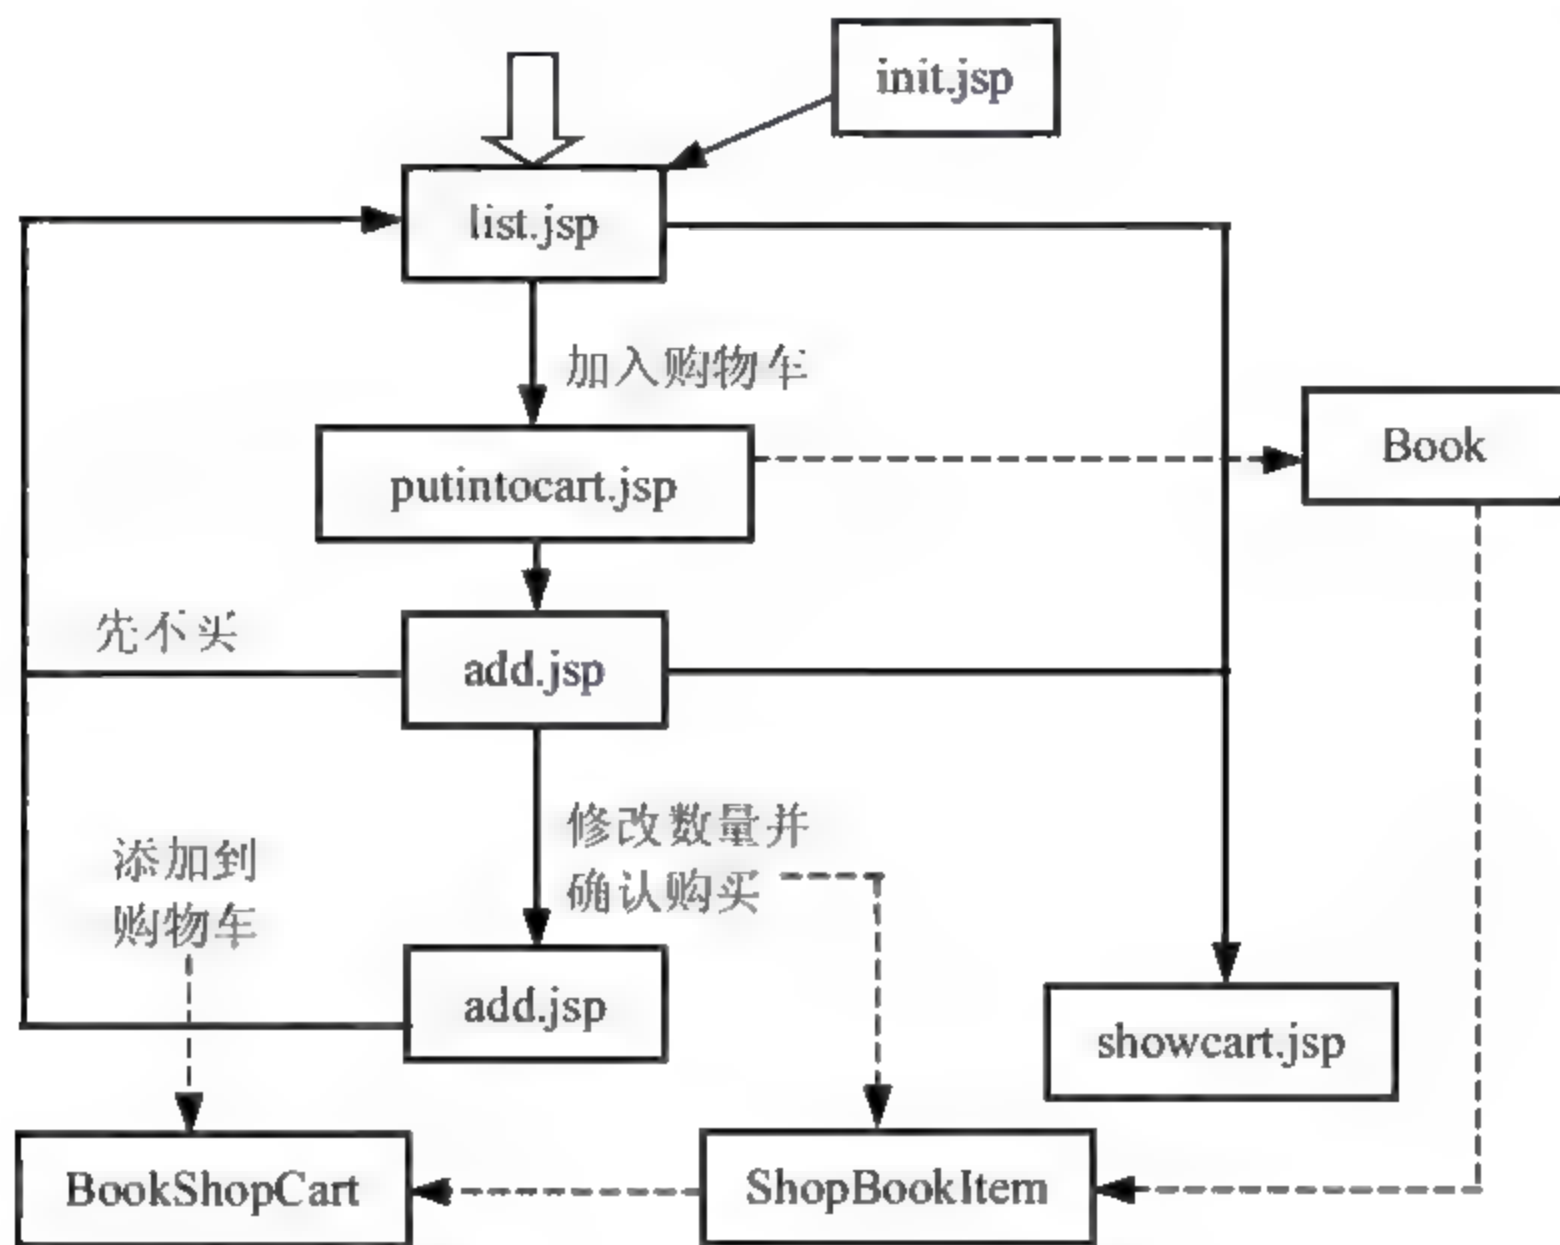 init.jsp
list.jsp
加入购物车
Book
putintocart.jsp
先不买
add.jsp
修改数量并
确认购买
添加到
购物车
add.jsp
showcart.jsp
BookShopCart
ShopBookItem